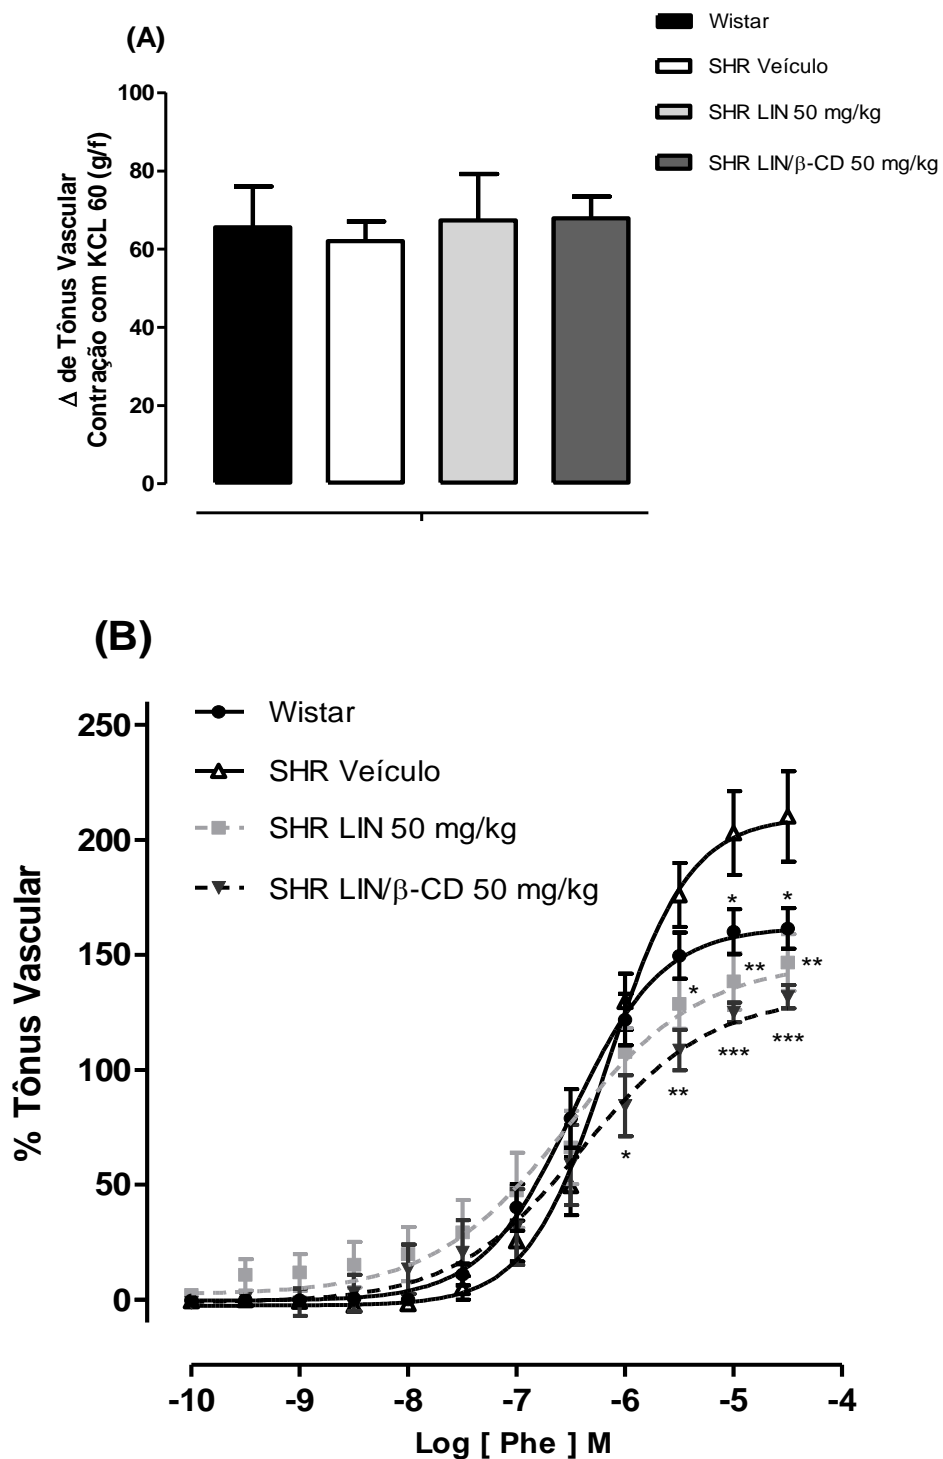 (A)
Wistar
SHR Veículo
SHR LIN 50 mg/kg
SHR LIN/β-CD 50 mg/kg
Δ de Tônus Vascular
Contração com KCL 60 (g/f)
100
80
60
40
20
0
(B)
Wistar
SHR Veículo
SHR LIN 50 mg/kg
SHR LIN/β-CD 50 mg/kg
% Tônus Vascular
250
200
150
100
50
0
* *
* ** **
** *** ***
*
-10 -9 -8 -7 -6 -5 -4
Log [ Phe ] M